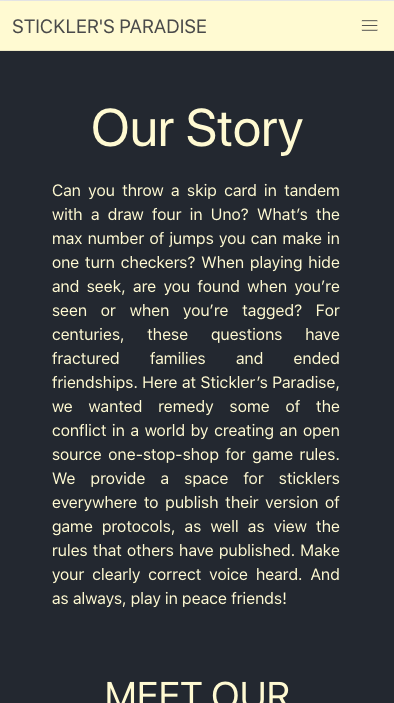 STICKLER'S PARADISE
Our Story
Can you throw a skip card in tandem
with a draw four in Uno? What’s the
max number of jumps you can make in
one turn checkers? When playing hide
and seek, are you found when you’re
seen or when you’re tagged? For
centuries, these questions have
fractured families and ended
friendships. Here at Stickler’s Paradise,
we wanted remedy some of the
conflict in a world by creating an open
source one-stop-shop for game rules.
We provide a space for sticklers
everywhere to publish their version of
game protocols, as well as view the
rules that others have published. Make
your clearly correct voice heard. And
as always, play in peace friends!
MEET OUR